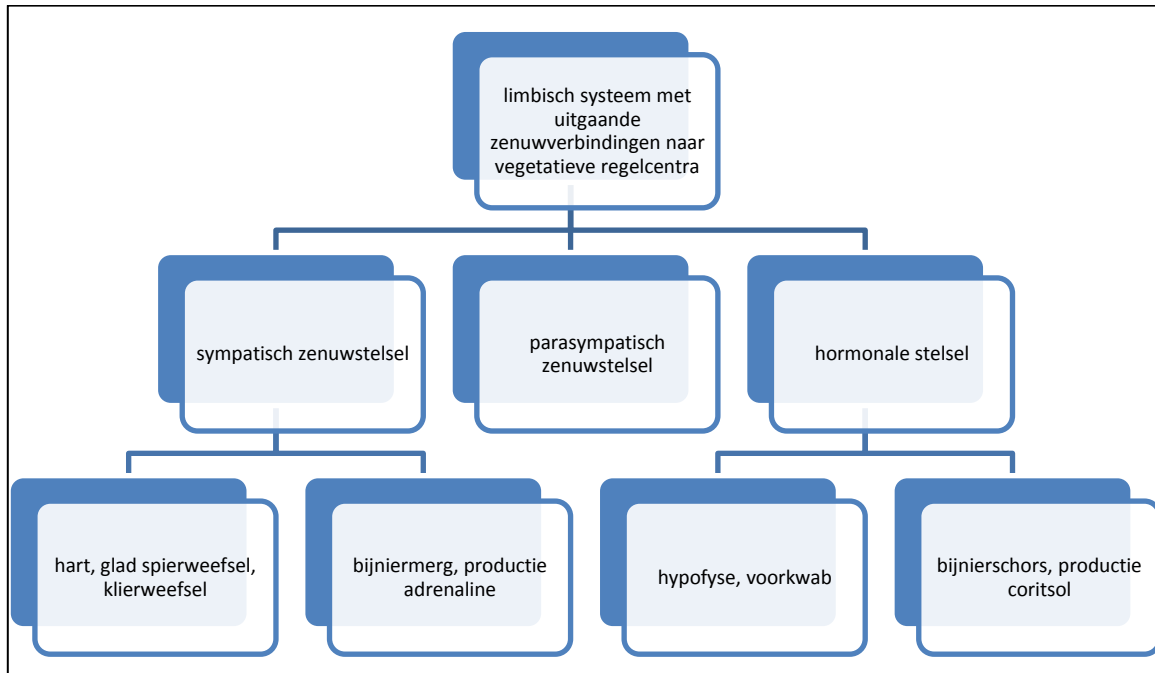 limbisch systeem met
uitgaande
zenuwverbindingen naar
vegetatieve regelcentra
sympatisch zenuwstelsel
parasympatisch
zenuwstelsel
hormonale stelsel
hart, glad spierweefsel,
klierweefsel
bijniermerg, productie
adrenaline
hypofyse, voorkwab
bijnierschors, productie
coritsol